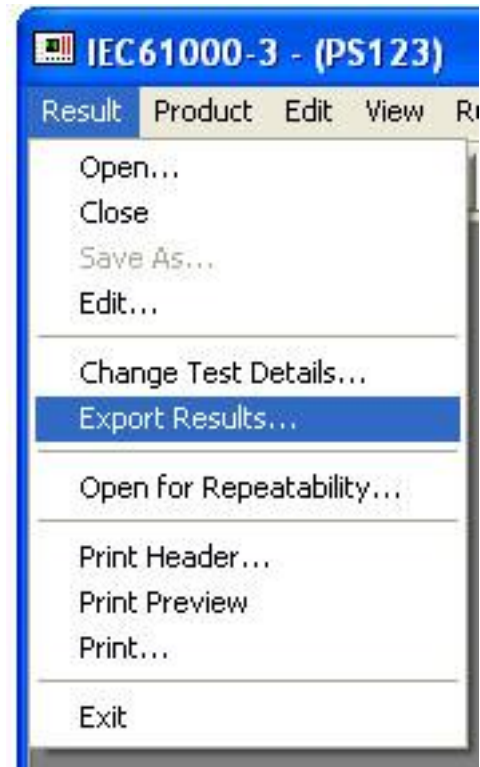 IEC61000-3 - (PS123)
Result Product Edit View
Open...
Close
Save As...
Edit...
Change Test Details...
Export Results...
Open for Repeatability...
Print Header...
Print Preview
Print...
Exit